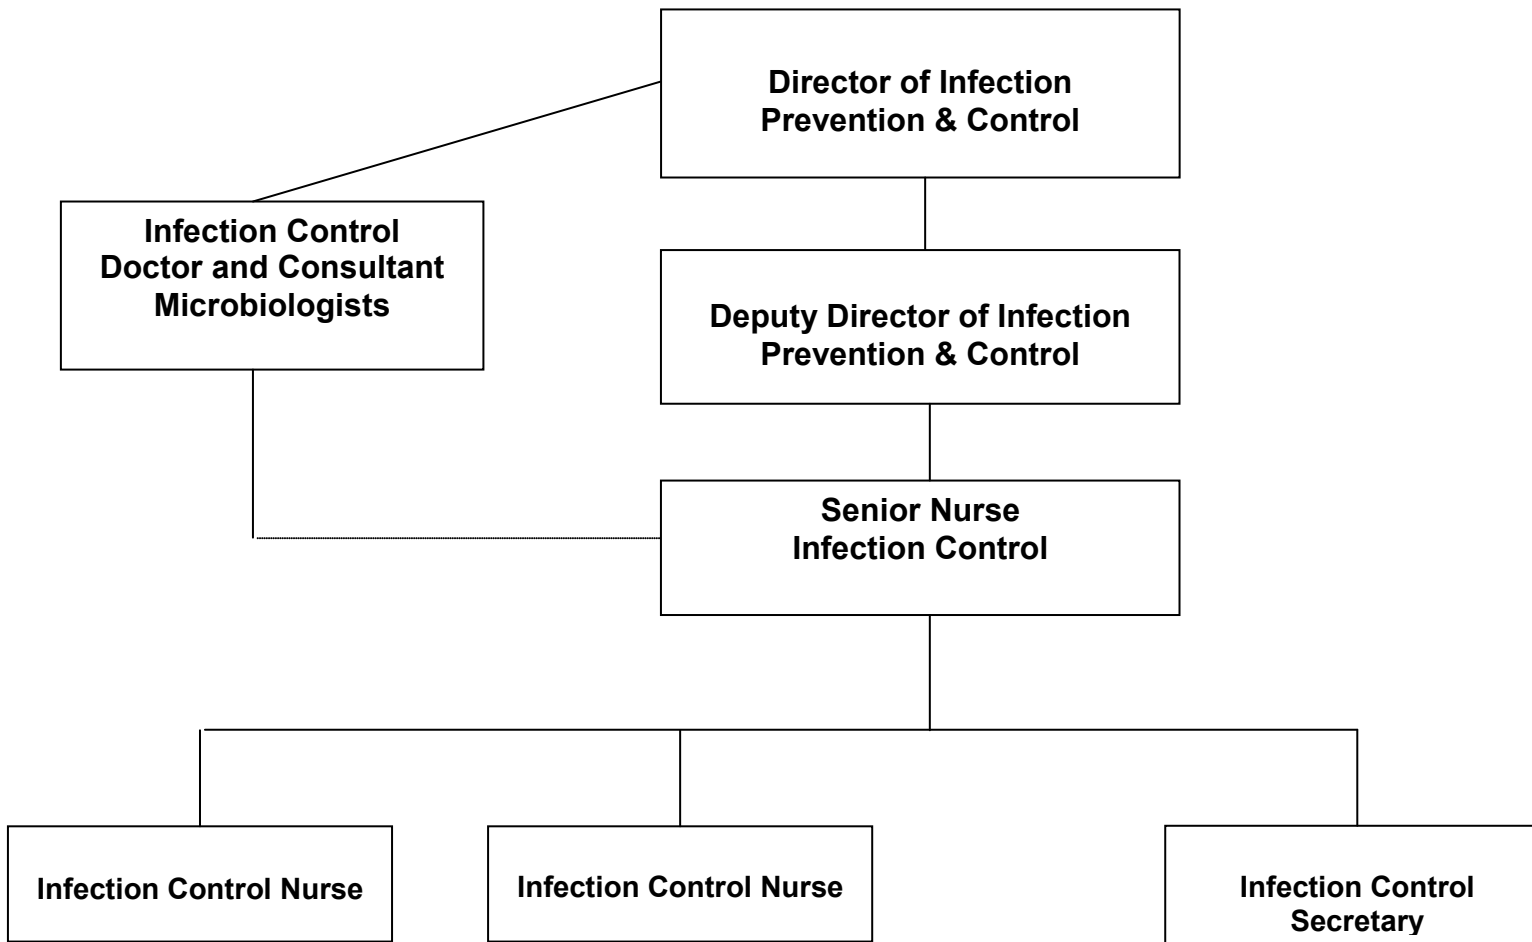 Director of Infection
Prevention & Control
Infection Control
Doctor and Consultant
Microbiologists
Deputy Director of Infection
Prevention & Control
Senior Nurse
Infection Control
Infection Control Nurse
Infection Control Nurse
Infection Control
Secretary